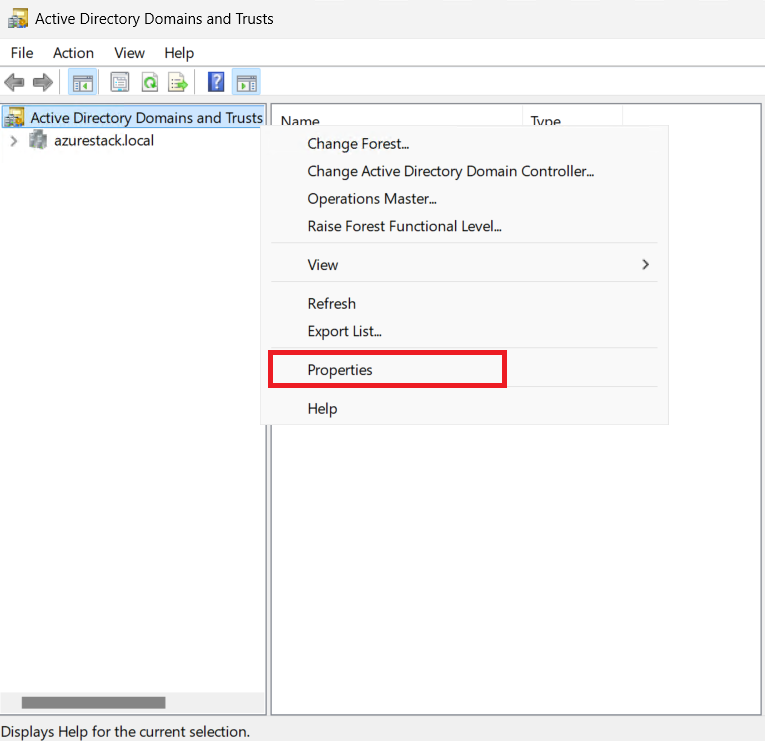 Active Directory Domains and Trusts
File Action View Help
Active Directory Domains and Trusts
azurestack.local
Name Type
Change Forest...
Change Active Directory Domain Controller...
Operations Master...
Raise Forest Functional Level...
View
Refresh
Export List...
Properties
Help
Displays Help for the current selection.